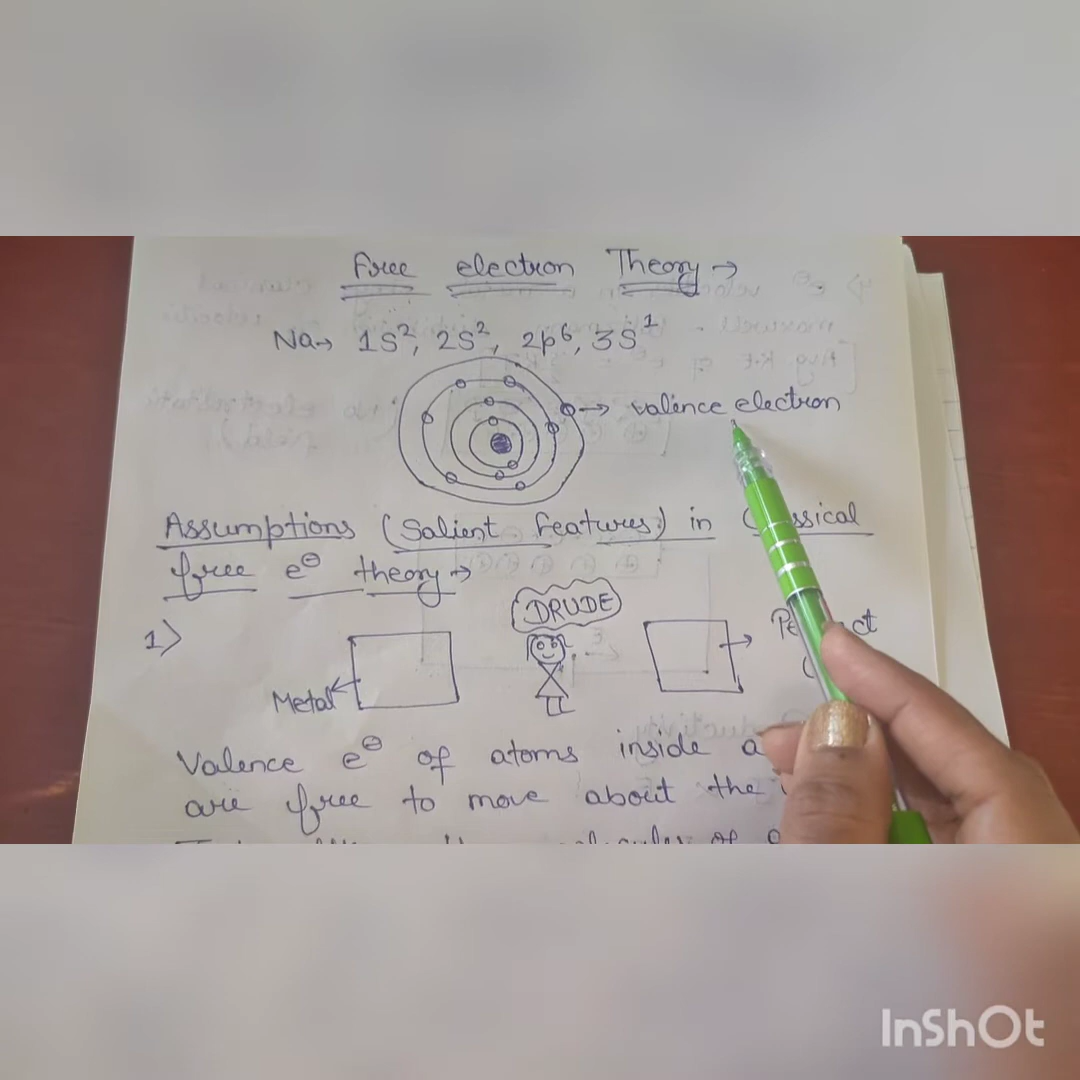 Free electron Theory →
Na→ 1S², 2S², 2p⁶, 3S¹
→ valence electron
Assumptions (Salient features) in
free e⊖ theory →
1>
DRUDE
Metal
Valence e⊖ of atoms inside a
are free to move about the
InShOt